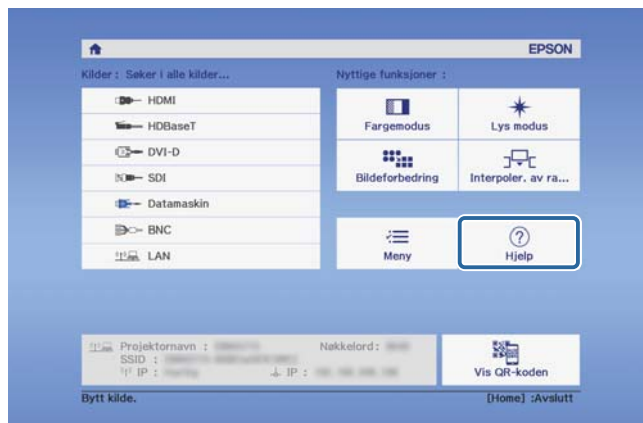 EPSON
Kilder : Søker i alle kilder...
Nyttige funksjoner :
HDMI
HDBaseT
DVI-D
SDI
Datamaskin
BNC
LAN
Fargemodus
Lys modus
Bildeforbedring
Interpoler. av ra...
Meny
Hjelp
Projektornavn :
Nøkkelord :
SSID :
IP :
IP :
Vis QR-koden
Bytt kilde.
[Home] :Avslutt